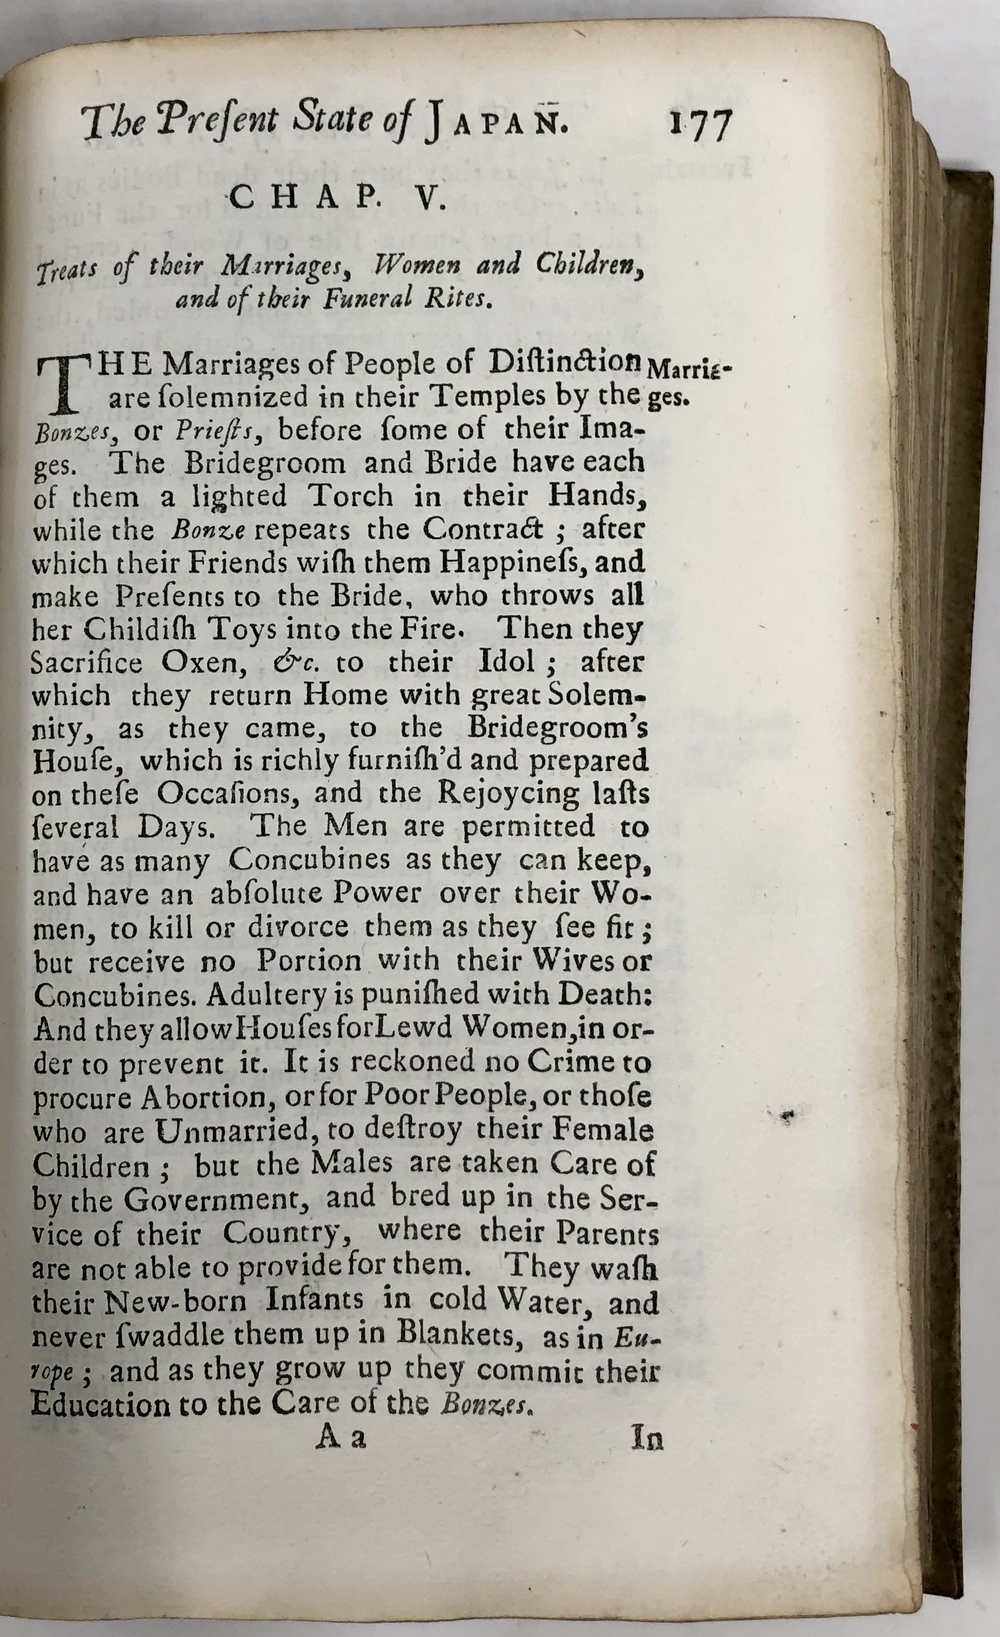 The Preſent State of JAPAN. 177
CHAP. V.
Treats of their Marriages, Women and Children,
and of their Funeral Rites.
THE Marriages of People of Diſtinction Marria-
are ſolemnized in their Temples by the ges.
Bonzes, or Prieſts, before ſome of their Ima-
ges. The Bridegroom and Bride have each
of them a lighted Torch in their Hands,
while the Bonze repeats the Contract ; after
which their Friends wiſh them Happineſs, and
make Preſents to the Bride, who throws all
her Childiſh Toys into the Fire. Then they
Sacrifice Oxen, &c. to their Idol ; after
which they return Home with great Solem-
nity, as they came, to the Bridegroom's
Houſe, which is richly furniſh'd and prepared
on theſe Occaſions, and the Rejoycing laſts
ſeveral Days. The Men are permitted to
have as many Concubines as they can keep,
and have an abſolute Power over their Wo-
men, to kill or divorce them as they ſee fit ;
but receive no Portion with their Wives or
Concubines. Adultery is puniſhed with Death:
And they allow Houſes for Lewd Women, in or-
der to prevent it. It is reckoned no Crime to
procure Abortion, or for Poor People, or thoſe
who are Unmarried, to deſtroy their Female
Children ; but the Males are taken Care of
by the Government, and bred up in the Ser-
vice of their Country, where their Parents
are not able to provide for them. They waſh
their New-born Infants in cold Water, and
never ſwaddle them up in Blankets, as in Eu-
rope ; and as they grow up they commit their
Education to the Care of the Bonzes.
A a In